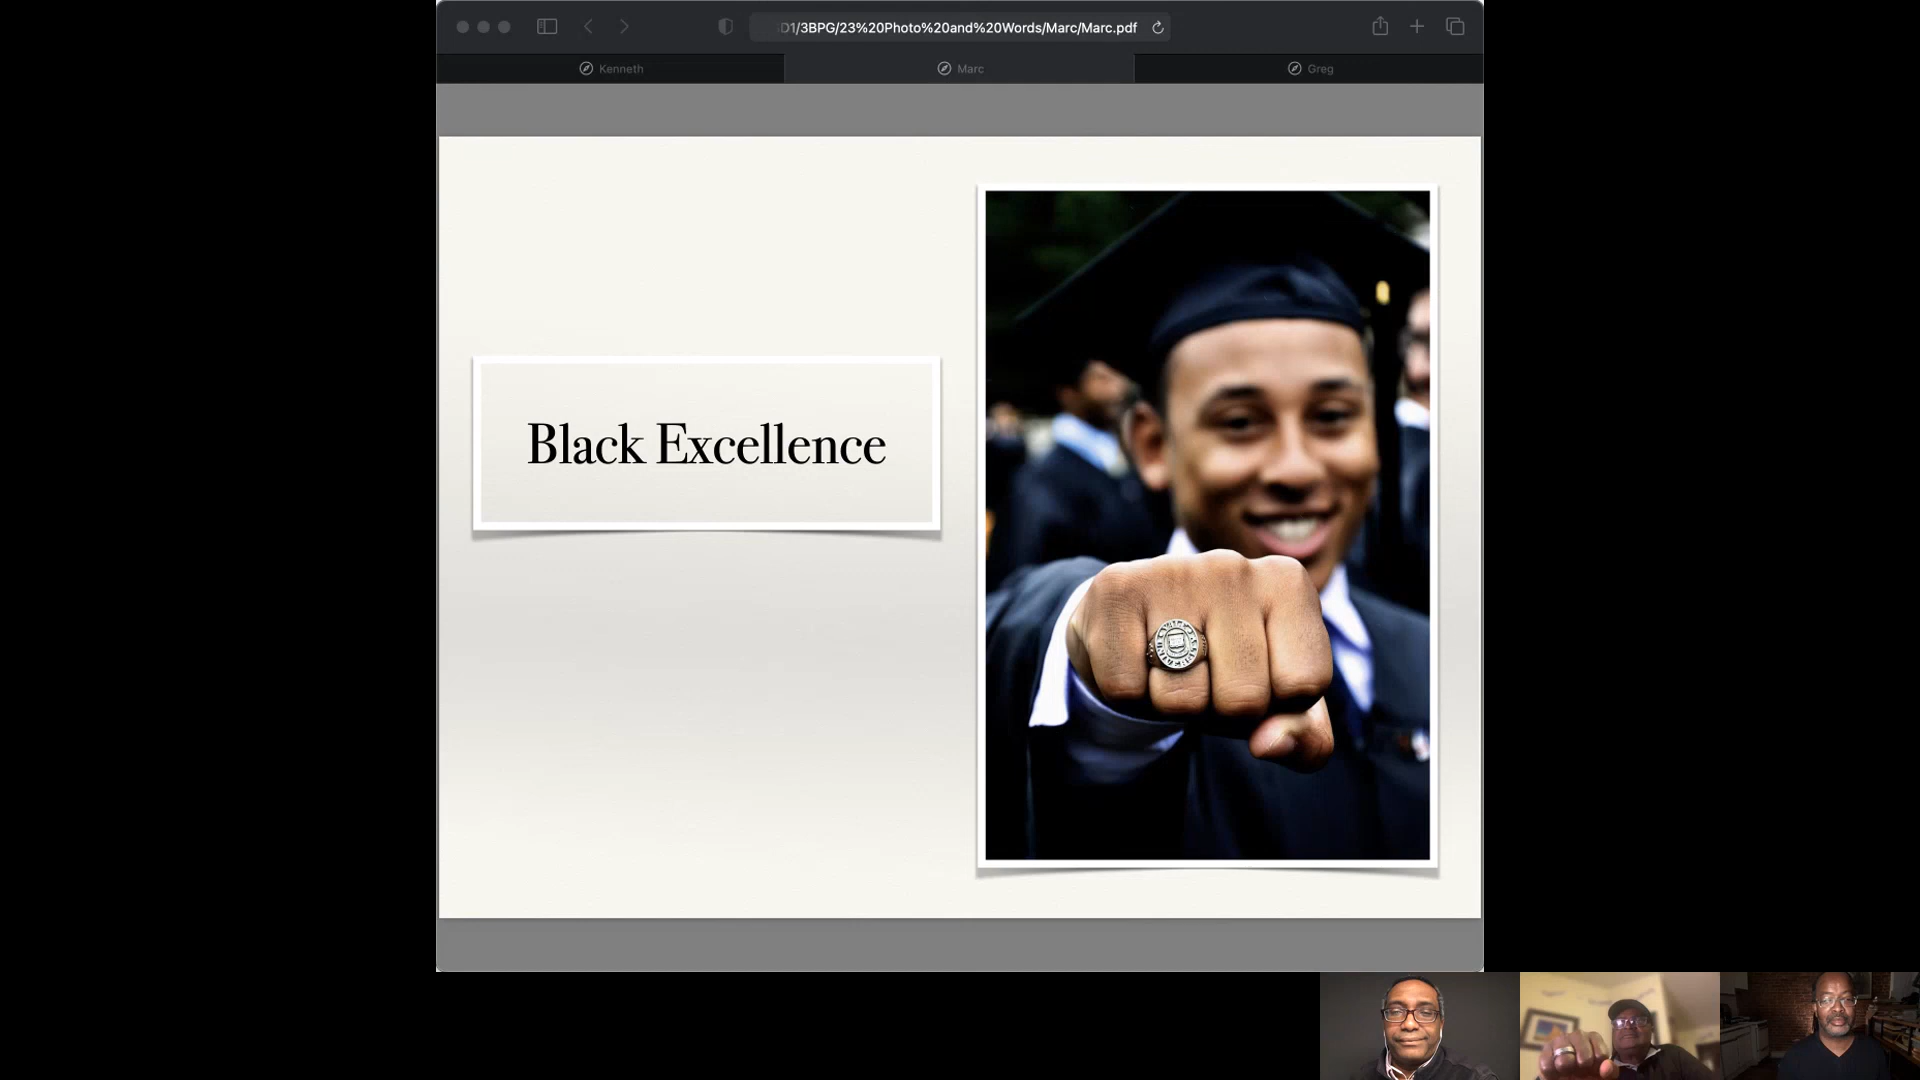 D1/3BPG/23%20Photo%20and%20Words/Marc/Marc.pdf
Kenneth
Marc
Greg
Black Excellence